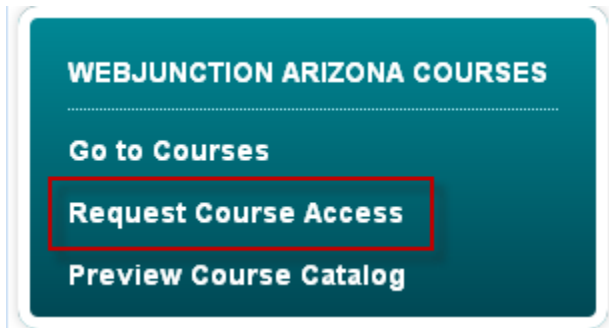 WEBJUNCTION ARIZONA COURSES
Go to Courses
Request Course Access
Preview Course Catalog